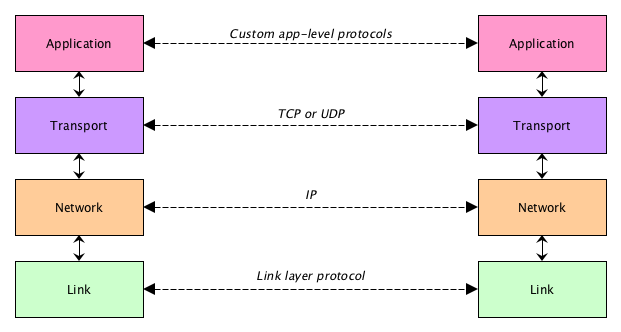 Application
Custom app-level protocols
Application
Transport
TCP or UDP
Transport
Network
IP
Network
Link
Link layer protocol
Link